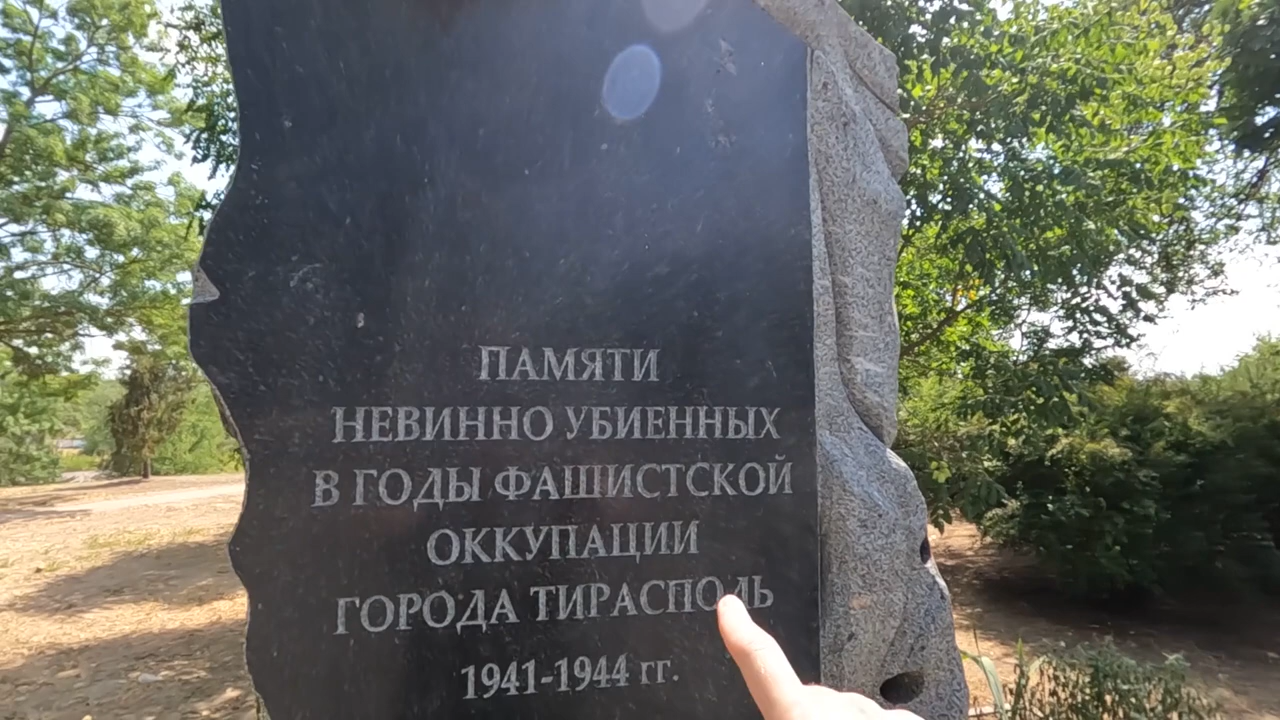 ПАМЯТИ
НЕВИННО УБИЕННЫХ
В ГОДЫ ФАШИСТСКОЙ
ОККУПАЦИИ
ГОРОДА ТИРАСПОЛЬ
1941-1944 гг.